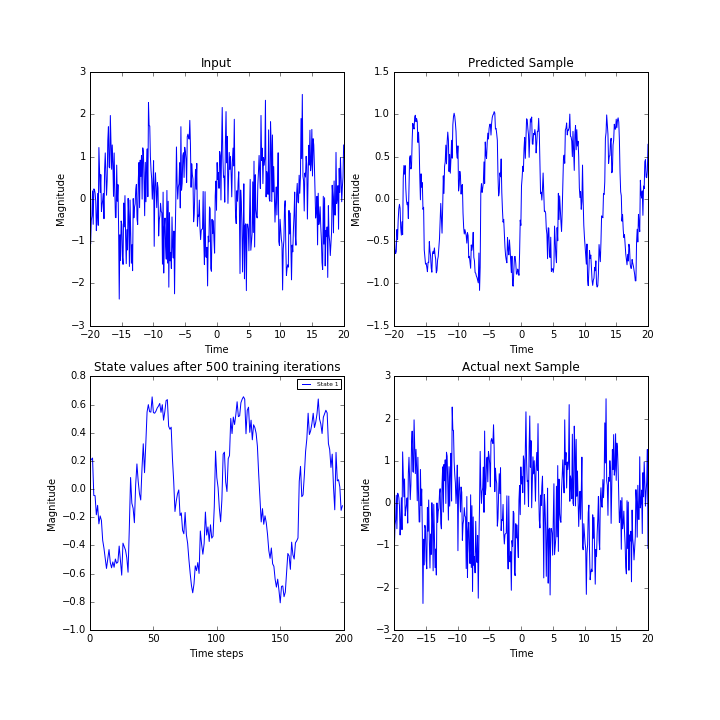 Input
Predicted Sample
3
2
1
0
−1
−2
−3
Magnitude
−20 −15 −10 −5 0 5 10 15 20
Time
1.5
1.0
0.5
0.0
−0.5
−1.0
−1.5
Magnitude
−20 −15 −10 −5 0 5 10 15 20
Time
State values after 500 training iterations
Actual next Sample
State 1
0.8
0.6
0.4
0.2
0.0
−0.2
−0.4
−0.6
−0.8
−1.0
Magnitude
0 50 100 150 200
Time steps
3
2
1
0
−1
−2
−3
Magnitude
−20 −15 −10 −5 0 5 10 15 20
Time